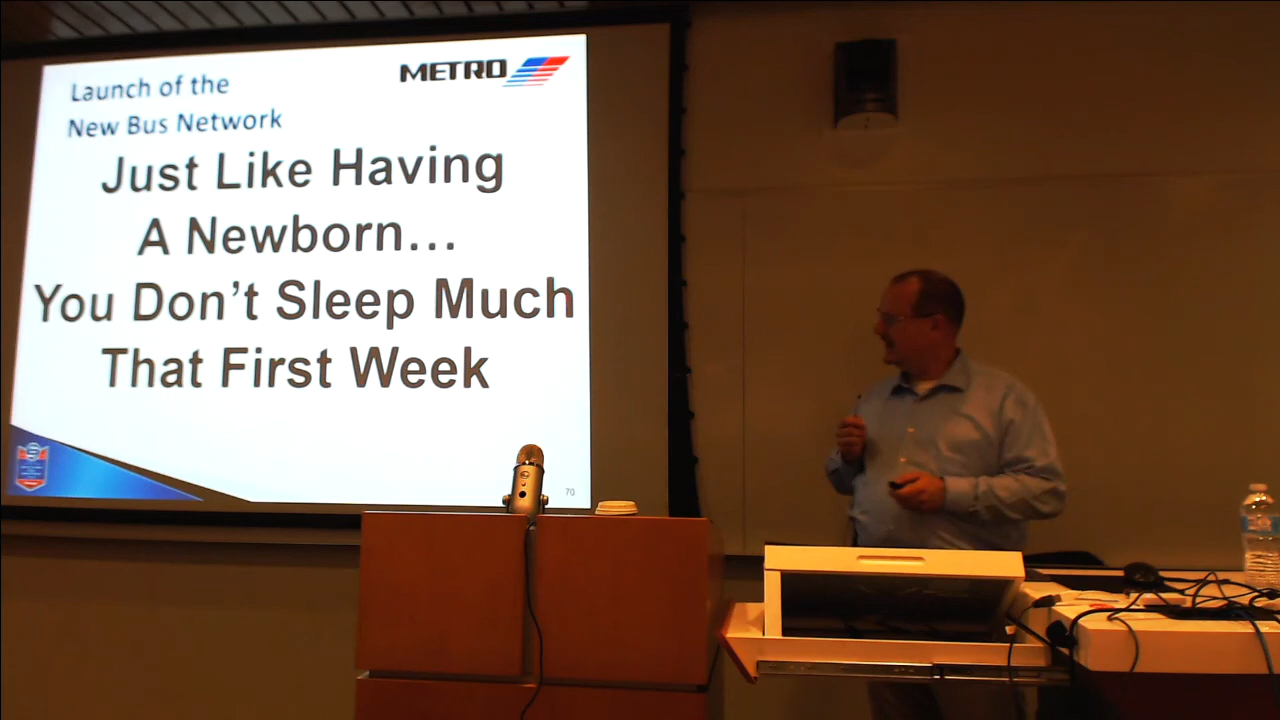 Launch of the
New Bus Network
METRO
Just Like Having
A Newborn...
You Don't Sleep Much
That First Week
70